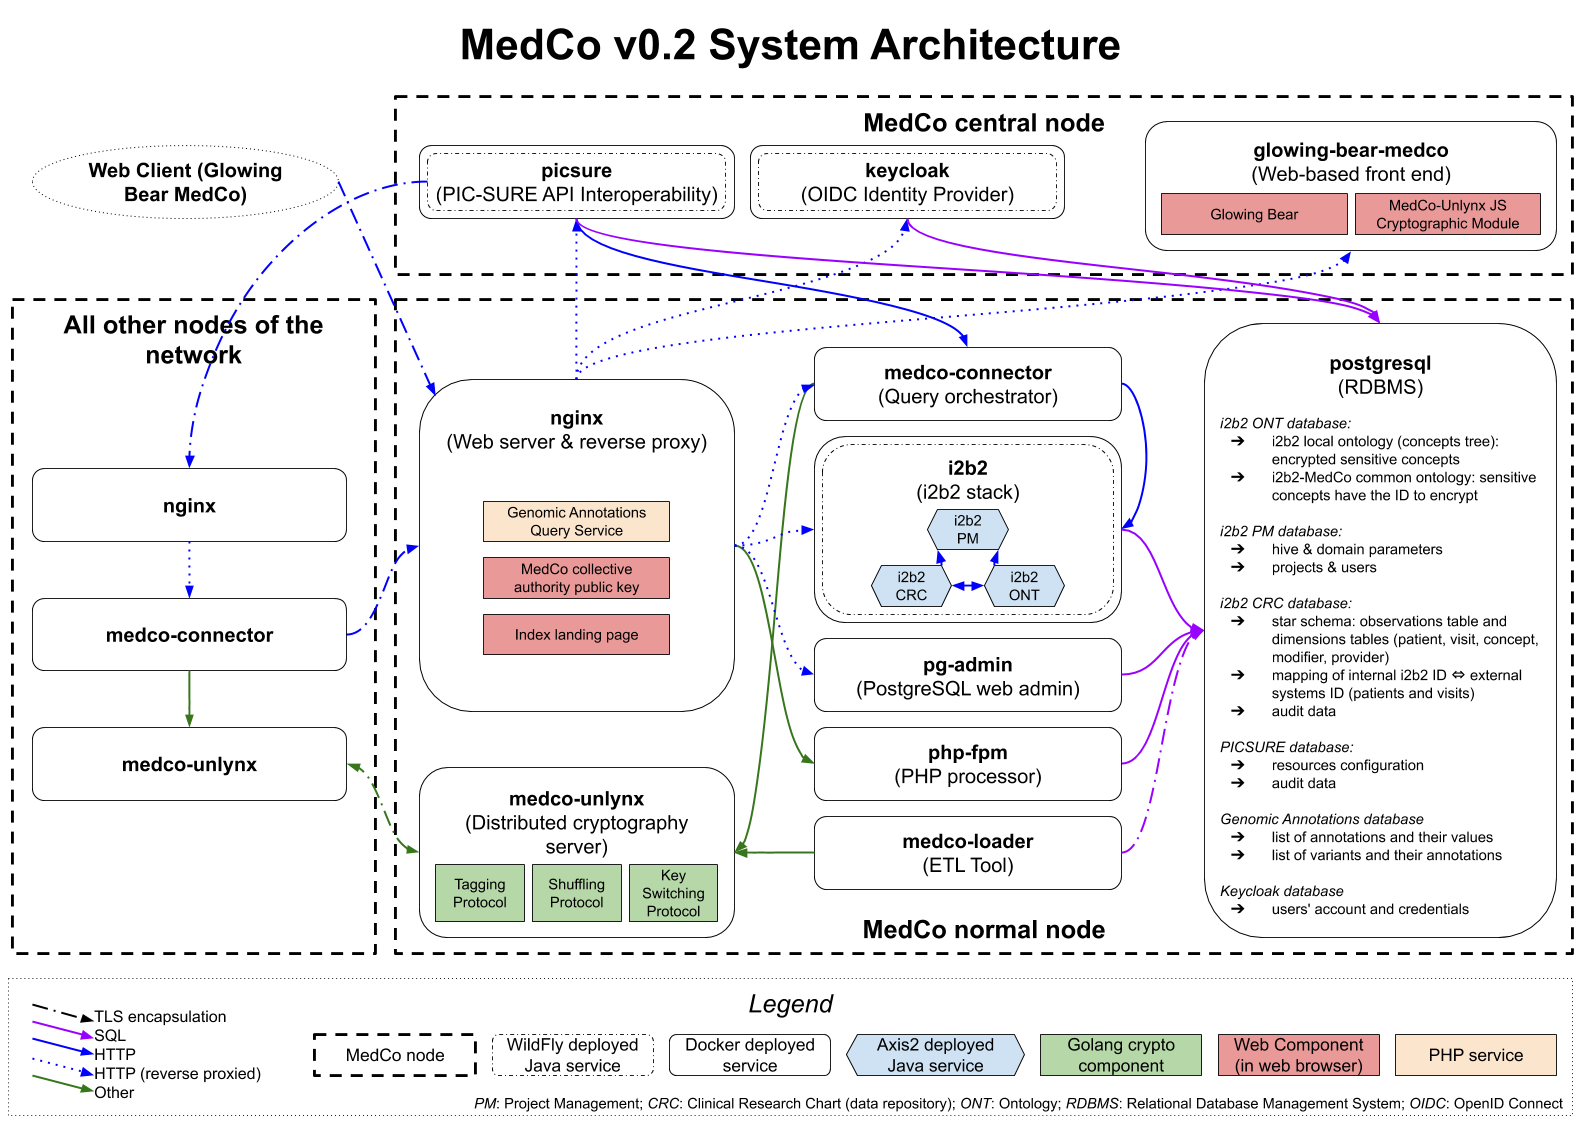 MedCo v0.2 System Architecture
MedCo central node
Web Client (Glowing
Bear MedCo)
picsure
(PIC-SURE API Interoperability)
keycloak
(OIDC Identity Provider)
glowing-bear-medco
(Web-based front end)
Glowing Bear
MedCo-Unlynx JS
Cryptographic Module
All other nodes of the
network
nginx
medco-connector
medco-unlynx
nginx
(Web server & reverse proxy)
Genomic Annotations
Query Service
MedCo collective
authority public key
Index landing page
medco-unlynx
(Distributed cryptography
server)
Tagging
Protocol
Shuffling
Protocol
Key
Switching
Protocol
medco-connector
(Query orchestrator)
i2b2
(i2b2 stack)
i2b2
PM
i2b2
CRC
i2b2
ONT
pg-admin
(PostgreSQL web admin)
php-fpm
(PHP processor)
medco-loader
(ETL Tool)
MedCo normal node
postgresql
(RDBMS)
i2b2 ONT database:
➔ i2b2 local ontology (concepts tree):
encrypted sensitive concepts
➔ i2b2-MedCo common ontology: sensitive
concepts have the ID to encrypt
i2b2 PM database:
➔ hive & domain parameters
➔ projects & users
i2b2 CRC database:
➔ star schema: observations table and
dimensions tables (patient, visit, concept,
modifier, provider)
➔ mapping of internal i2b2 ID ⇔ external
systems ID (patients and visits)
➔ audit data
PICSURE database:
➔ resources configuration
➔ audit data
Genomic Annotations database
➔ list of annotations and their values
➔ list of variants and their annotations
Keycloak database
➔ users' account and credentials
Legend
TLS encapsulation
SQL
HTTP
HTTP (reverse proxied)
Other
MedCo node
WildFly deployed
Java service
Docker deployed
service
Axis2 deployed
Java service
Golang crypto
component
Web Component
(in web browser)
PHP service
PM: Project Management; CRC: Clinical Research Chart (data repository); ONT: Ontology; RDBMS: Relational Database Management System; OIDC: OpenID Connect